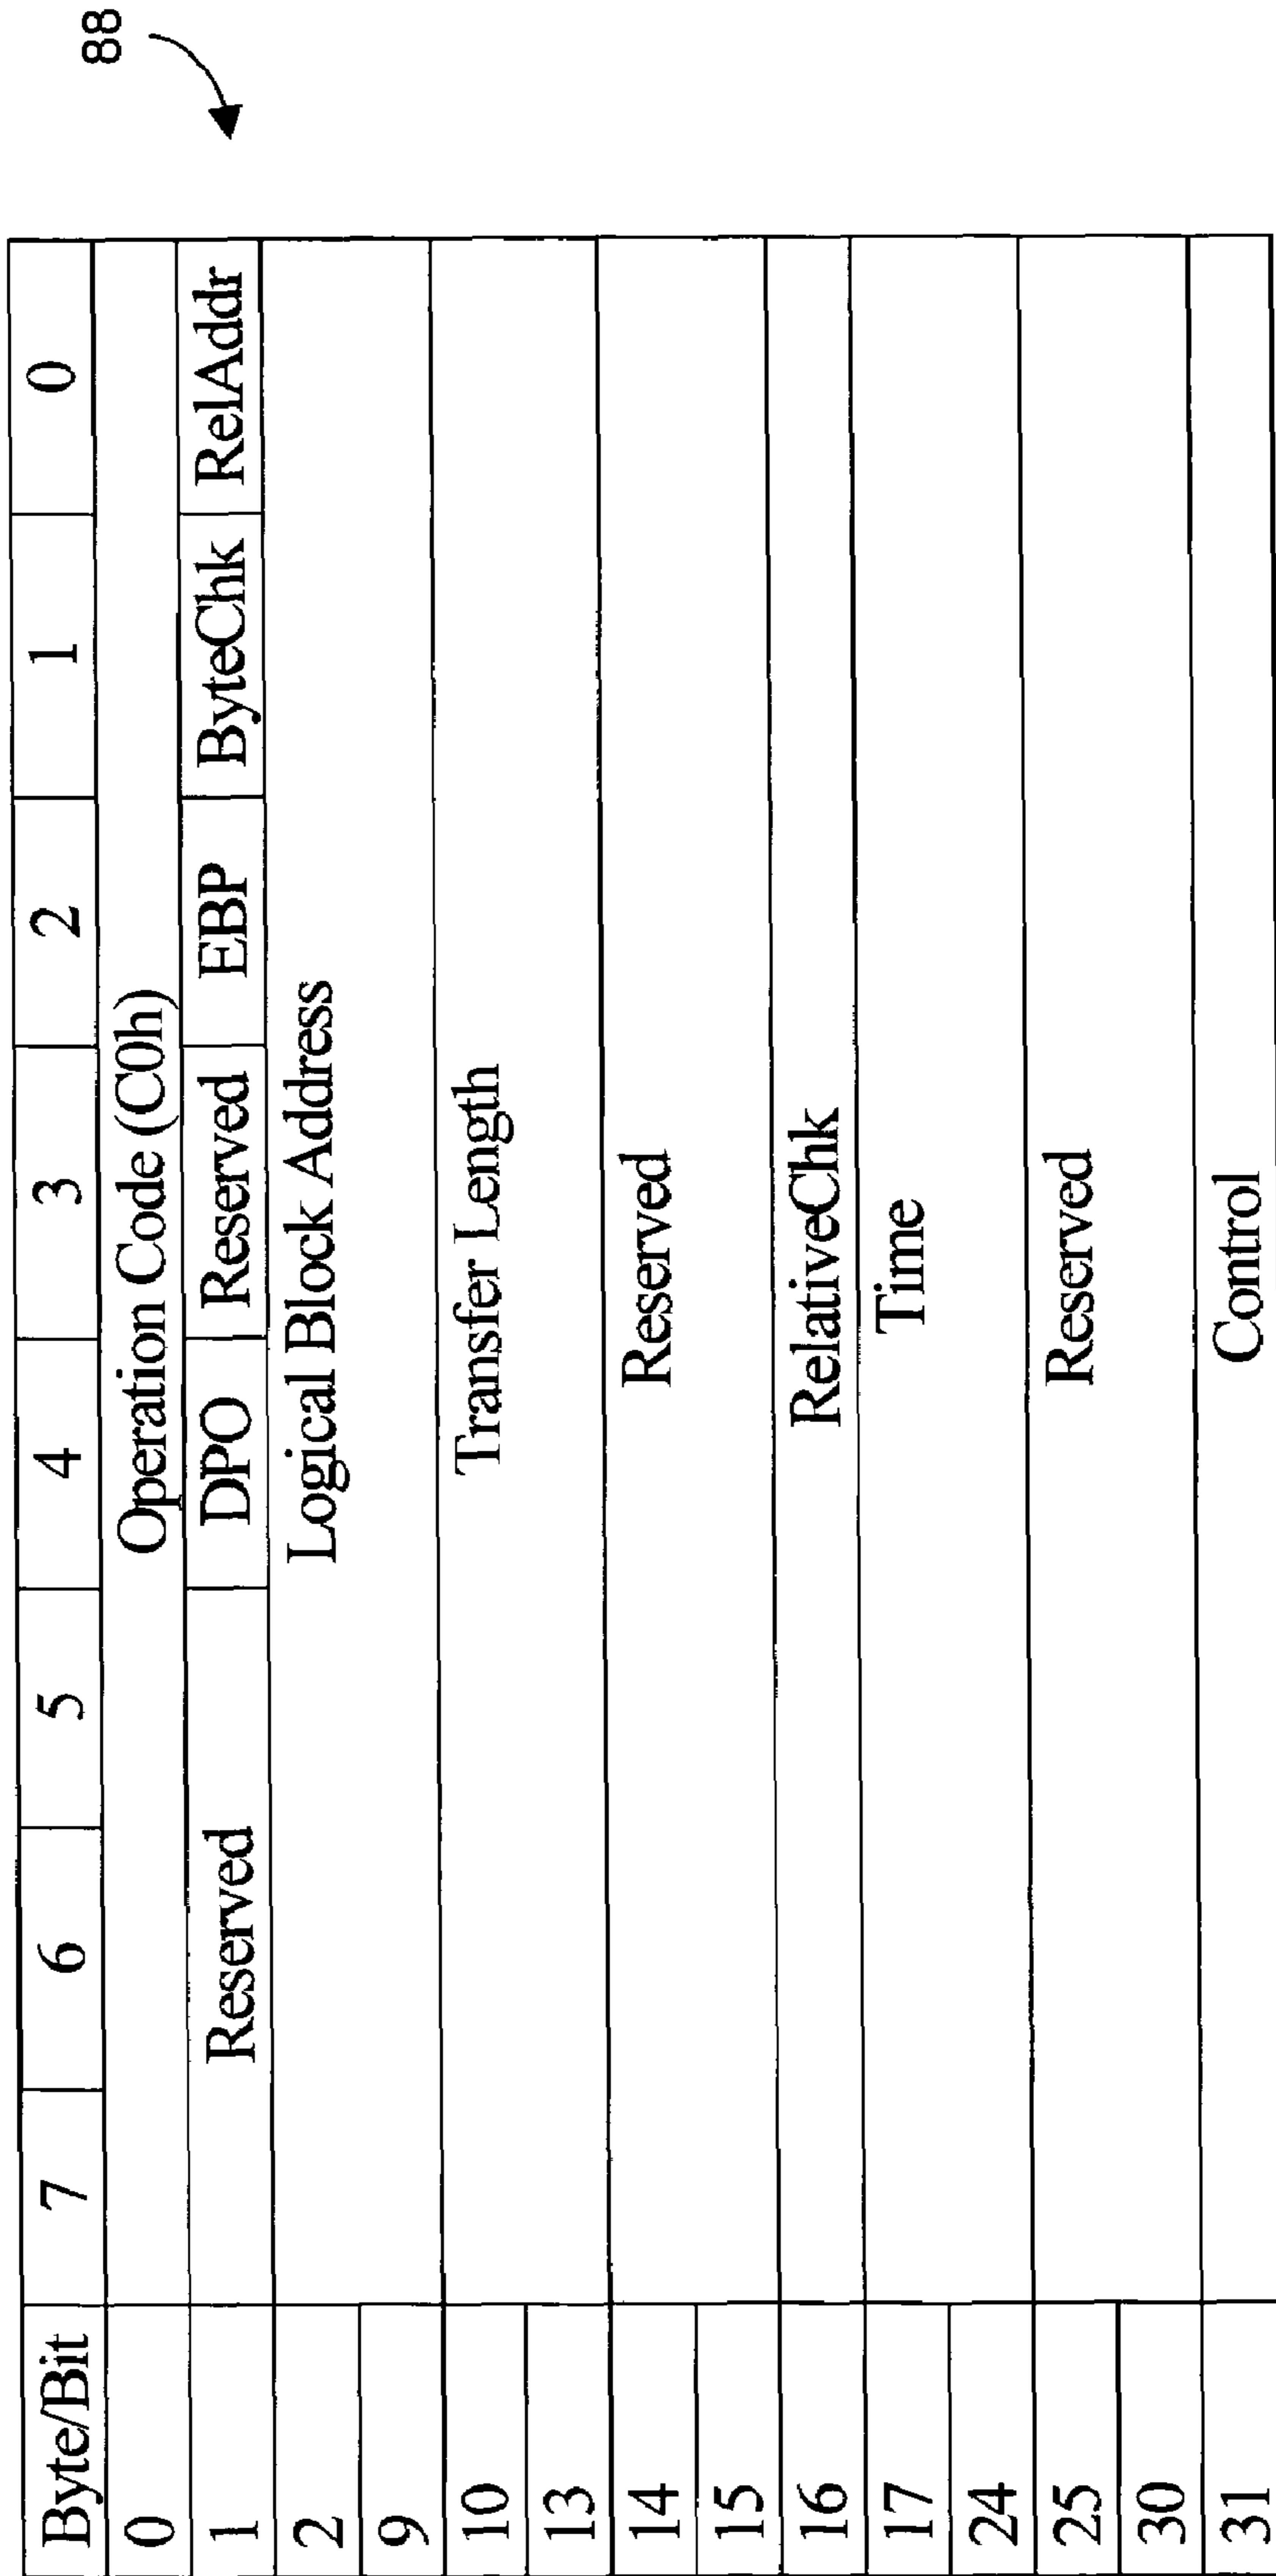 88
Byte/Bit 7 6 5 4 3 2 1 0
0 Operation Code (C0h)
1 Reserved DPO Reserved EBP ByteChk RelAddr
2 Logical Block Address
9
10 Transfer Length
13
14 Reserved
15
16 RelativeChk
17 Time
24
25 Reserved
30
31 Control